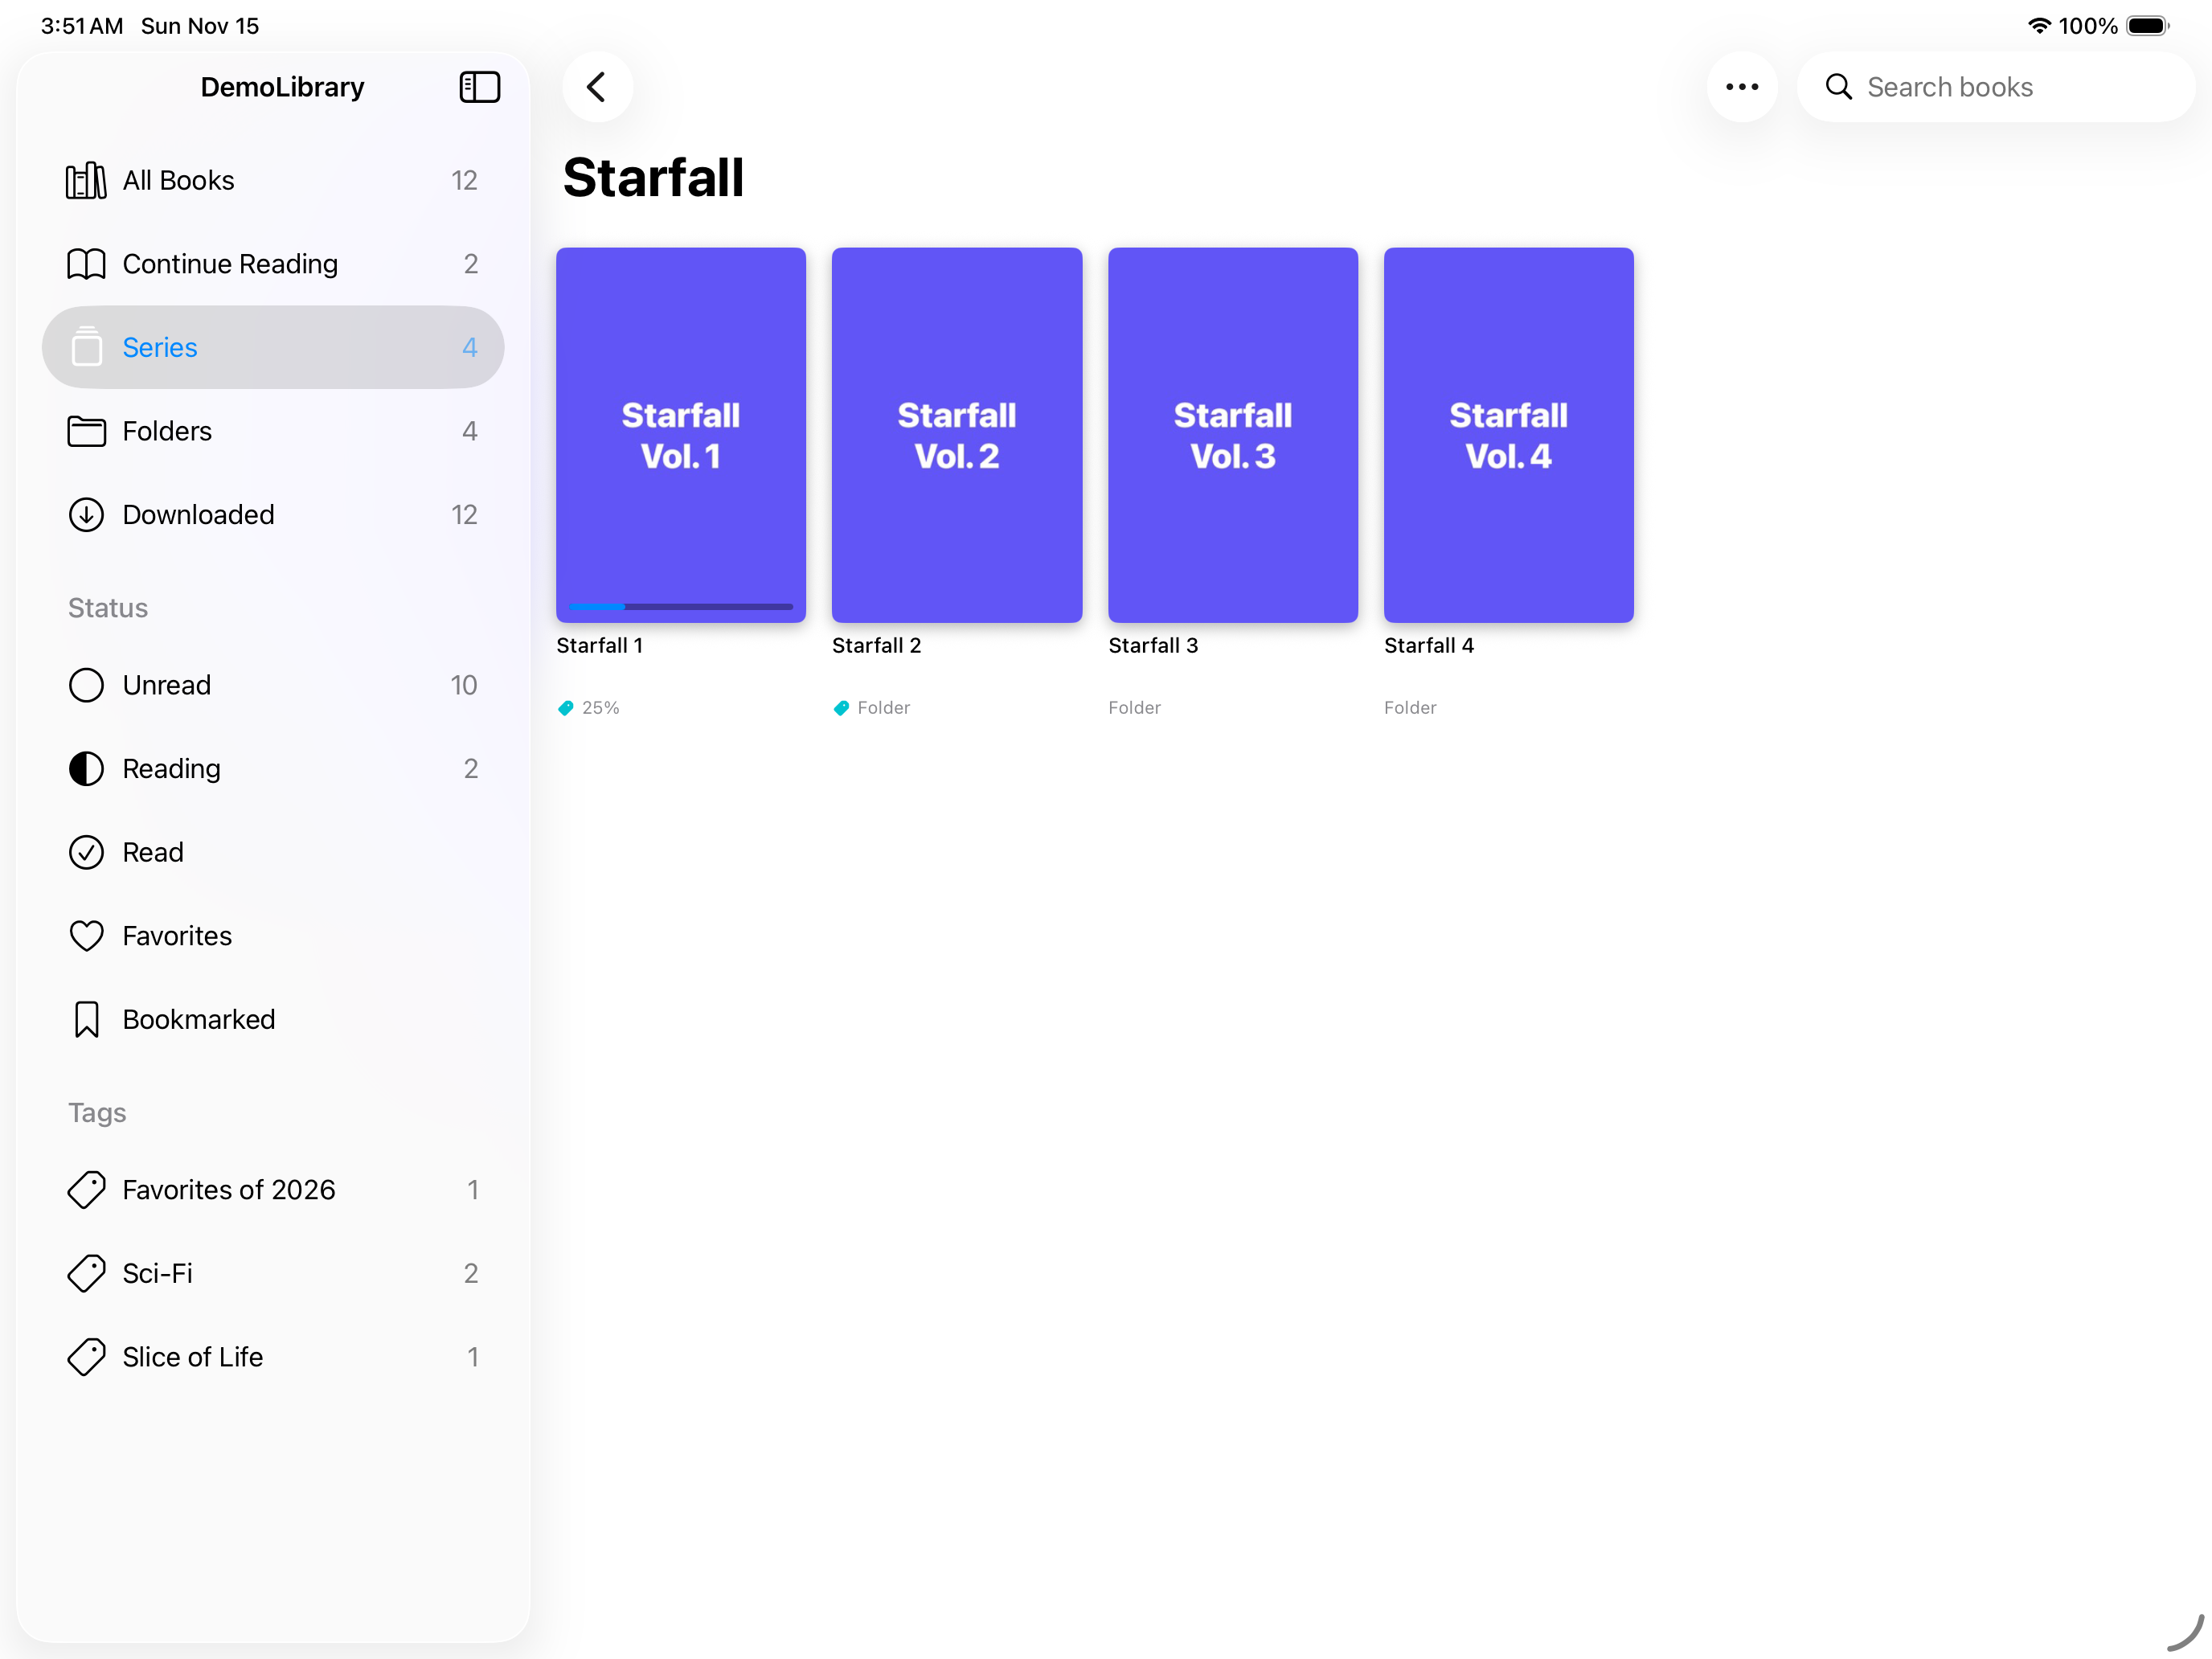 3:51 AM Sun Nov 15
100%
DemoLibrary
All Books 12
Continue Reading 2
Series 4
Folders 4
Downloaded 12
Status
Unread 10
Reading 2
Read
Favorites
Bookmarked
Tags
Favorites of 2026 1
Sci-Fi 2
Slice of Life 1
Search books
Starfall
Starfall
Vol. 1
Starfall
Vol. 2
Starfall
Vol. 3
Starfall
Vol. 4
Starfall 1
Starfall 2
Starfall 3
Starfall 4
25%
Folder
Folder
Folder